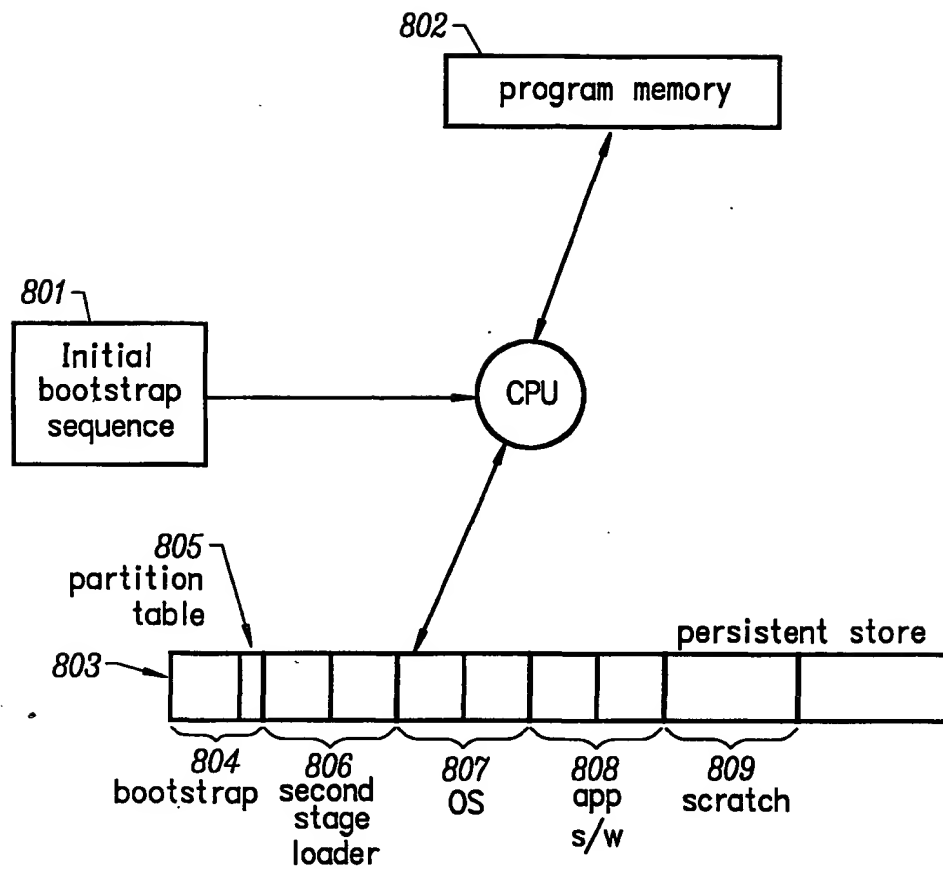 802
program memory
801
Initial
bootstrap
sequence
CPU
805
partition
table
persistent store
803
804
bootstrap
806
second
stage
loader
807
OS
808
app
s/w
809
scratch